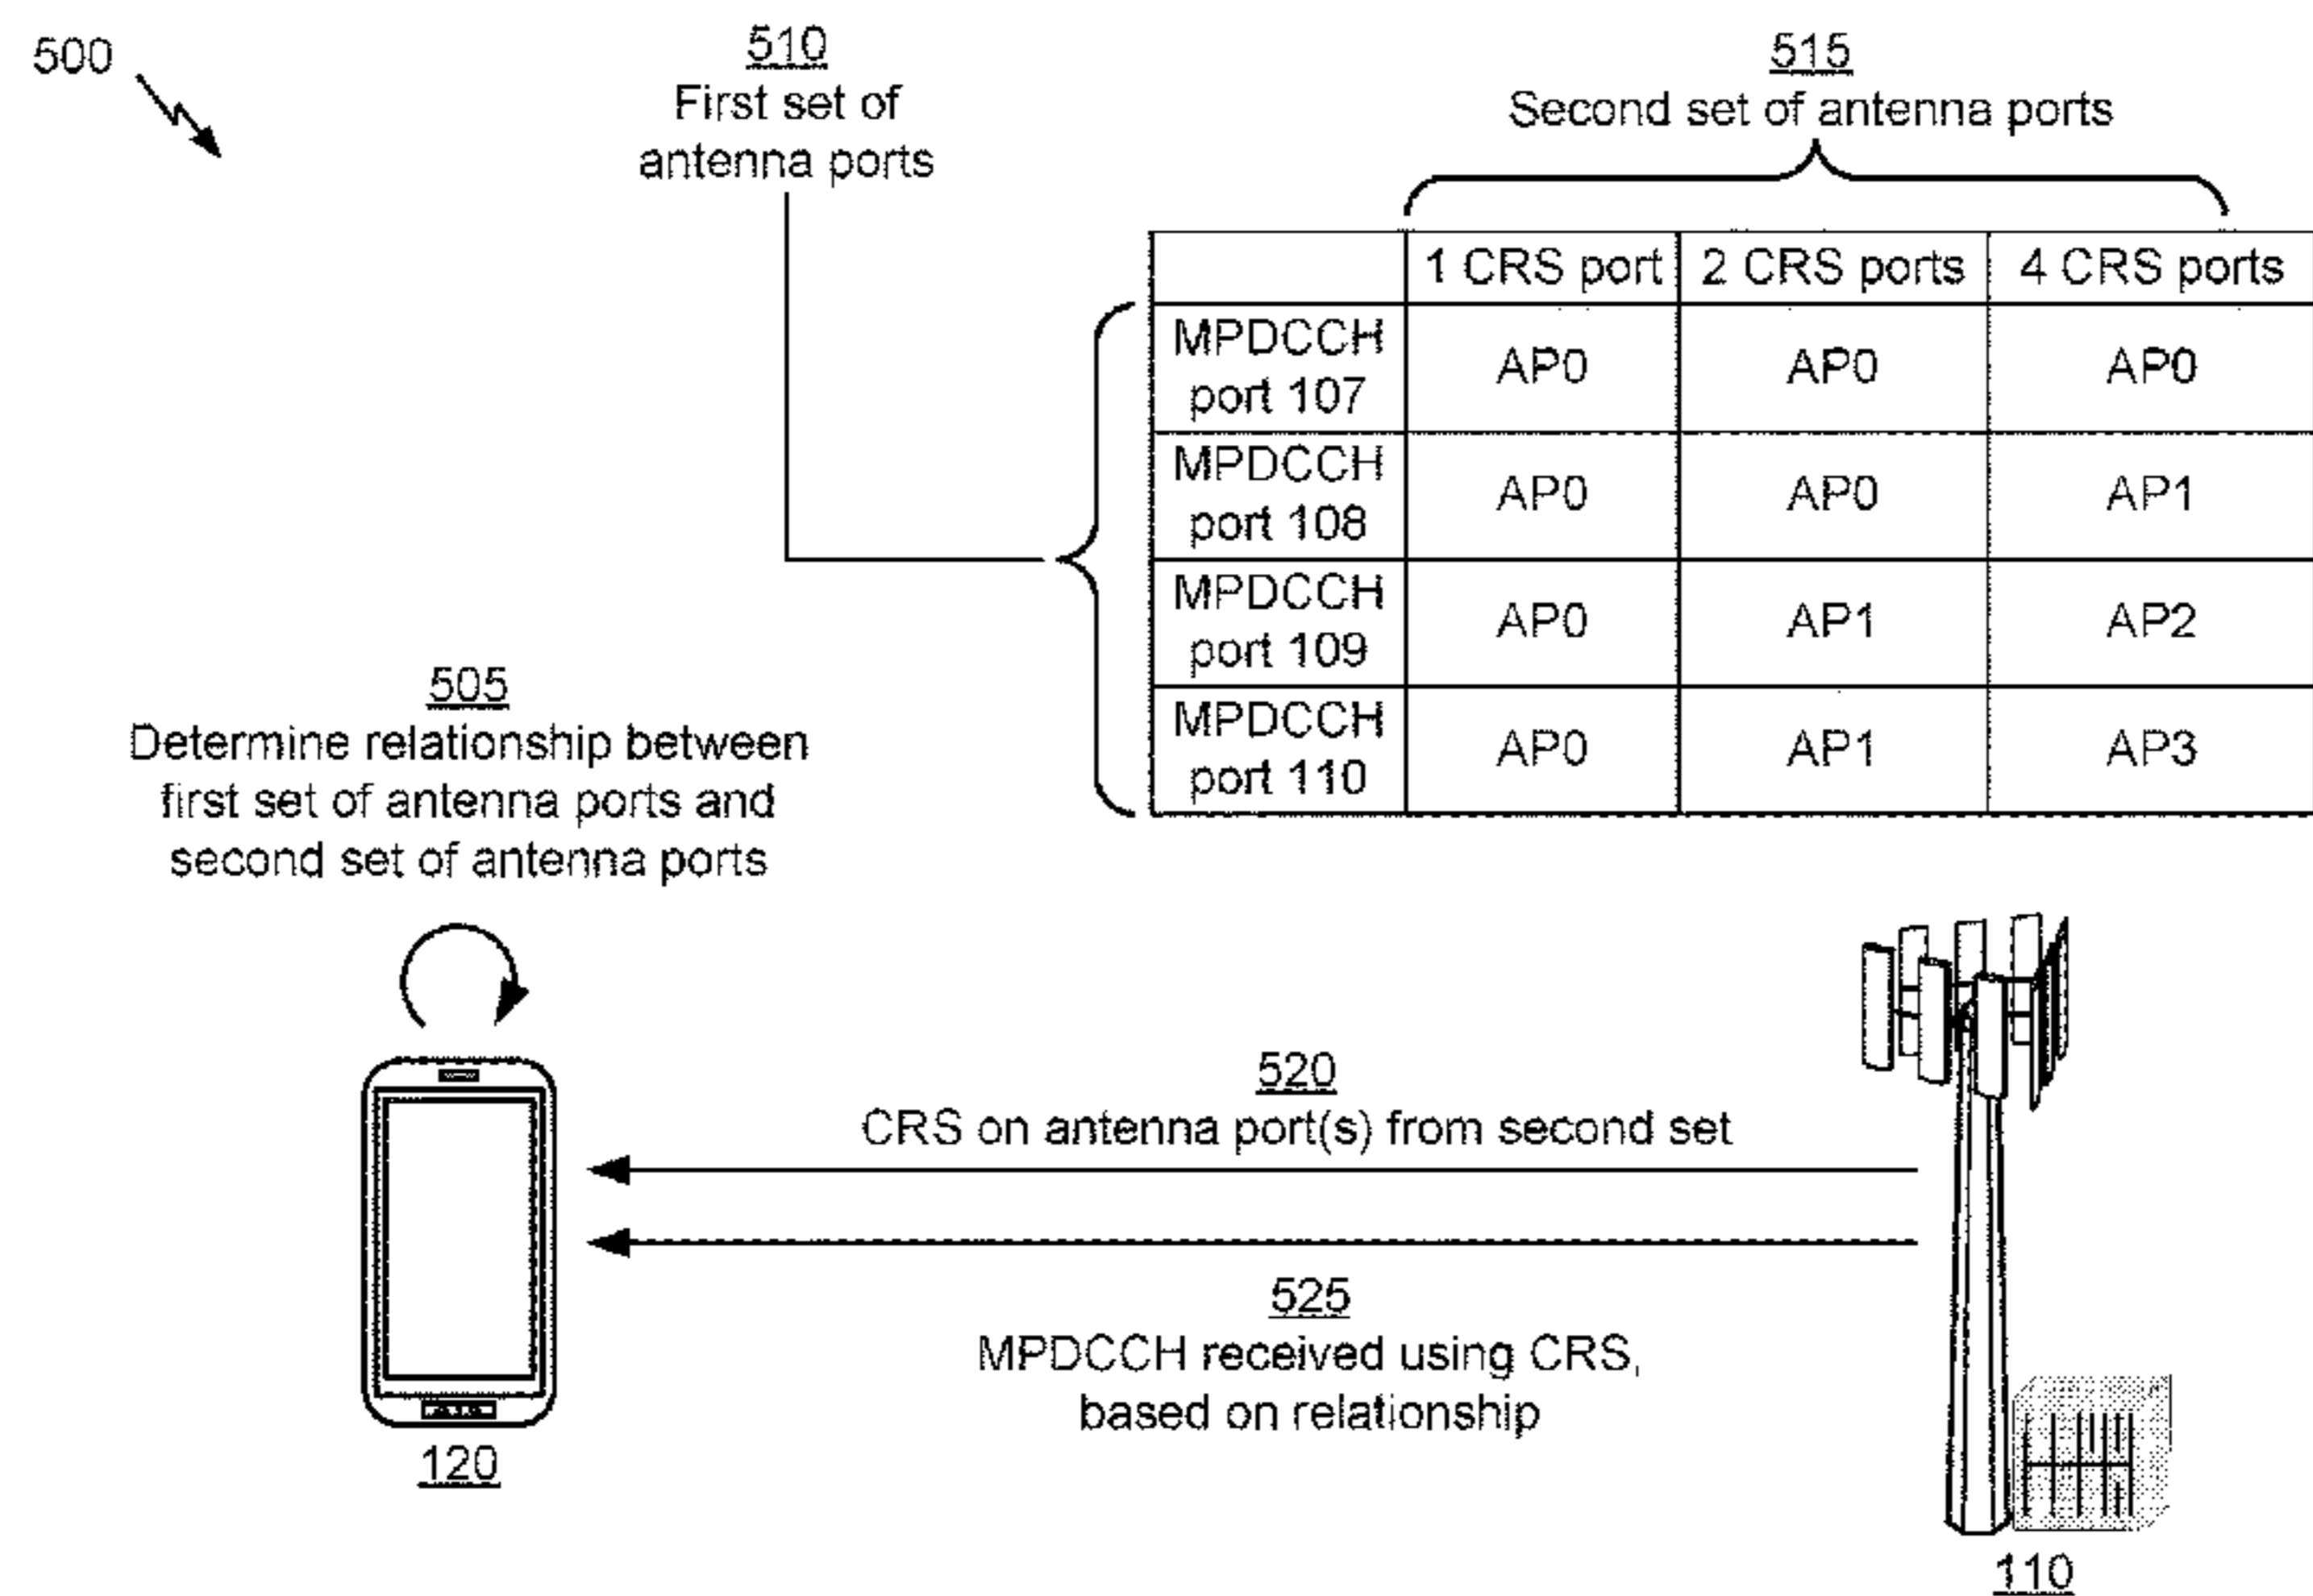 500
510
First set of
antenna ports
515
Second set of antenna ports
1 CRS port 2 CRS ports 4 CRS ports
MPDCCH
port 107
AP0 AP0 AP0
MPDCCH
port 108
AP0 AP0 AP1
MPDCCH
port 109
AP0 AP1 AP2
MPDCCH
port 110
AP0 AP1 AP3
505
Determine relationship between
first set of antenna ports and
second set of antenna ports
520
CRS on antenna port(s) from second set
525
MPDCCH received using CRS,
based on relationship
120
110